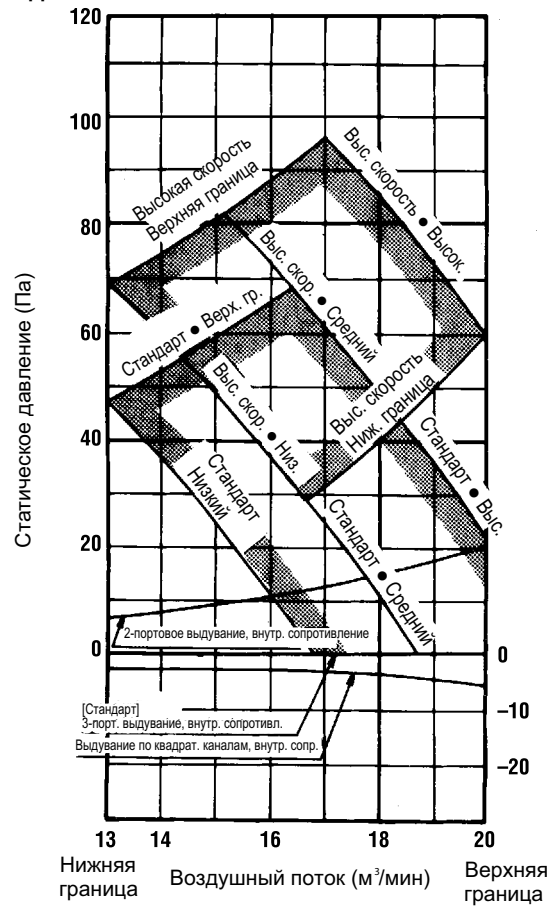 120
100
80
60
40
20
0
0
–10
–20
Статическое давление (Па)
Высокая скорость
Верхняя граница
Выс. скорость ● Высок.
Выс. скор. ● Средний
Стандарт ● Верх. гр.
Выс. скор. ● Низ.
Выс. скорость
Ниж. граница
Стандарт
Низкий
Стандарт ● Выс.
Стандарт ● Средний
2-портовое выдувание, внутр. сопротивление
[Стандарт]
3-порт. выдувание, внутр. сопротивл.
Выдувание по квадрат. каналам, внутр. сопр.
13 14 16 18 20
Нижняя
граница
Воздушный поток (м³/мин)
Верхняя
граница